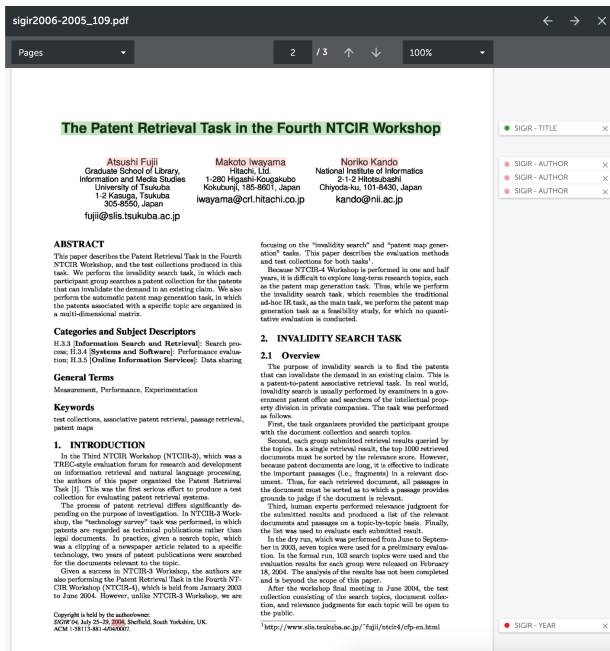 sigir2006-2005_109.pdf
Pages
2 / 3
100%
The Patent Retrieval Task in the Fourth NTCIR Workshop
SIGIR - TITLE
Atsushi Fujii
Graduate School of Library,
Information and Media Studies
University of Tsukuba
1-2 Kasuga, Tsukuba
305-8550, Japan
fujii@slis.tsukuba.ac.jp
Makoto Iwayama
Hitachi, Ltd.
1-280 Higashi-Kougakubo
Kokubunji, 185-8601, Japan
iwayama@crl.hitachi.co.jp
Noriko Kando
National Institute of Informatics
2-1-2 Hitotsubashi
Chiyoda-ku, 101-8430, Japan
kando@nii.ac.jp
SIGIR - AUTHOR
SIGIR - AUTHOR
SIGIR - AUTHOR
ABSTRACT
This paper describes the Patent Retrieval Task in the Fourth
NTCIR Workshop, and the test collections produced in this
task. We perform the invalidity search task, in which each
participant group searches a patent collection for the patents
that can invalidate the demand in an existing claim. We also
perform the automatic patent map generation task, in which
the patents associated with a specific topic are organized in
a multi-dimensional matrix.
Categories and Subject Descriptors
H.3.3 [Information Search and Retrieval]: Search pro-
cess; H.3.4 [Systems and Software]: Performance evalua-
tion; H.3.5 [Online Information Services]: Data sharing
General Terms
Measurement, Performance, Experimentation
Keywords
test collections, associative patent retrieval, passage retrieval,
patent maps
1. INTRODUCTION
In the Third NTCIR Workshop (NTCIR-3), which was a
TREC-style evaluation forum for research and development
on information retrieval and natural language processing,
the authors of this paper organized the Patent Retrieval
Task [1]. This was the first serious effort to produce a test
collection for evaluating patent retrieval systems.
The process of patent retrieval differs significantly de-
pending on the purpose of investigation. In NTCIR-3 Work-
shop, the "technology survey" task was performed, in which
patents are regarded as technical publications rather than
legal documents. In practice, given a search topic, which
was a clipping of a newspaper article related to a specific
technology, two years of patent publications were searched
for the documents relevant to the topic.
Given a success in NTCIR-3 Workshop, the authors are
also performing the Patent Retrieval Task in the Fourth NT-
CIR Workshop (NTCIR-4), which is held from January 2003
to June 2004. However, unlike NTCIR-3 Workshop, we are
Copyright is held by the author/owner.
SIGIR'04, July 25–29, 2004, Sheffield, South Yorkshire, UK.
ACM 1-58113-881-4/04/0007.
focusing on the "invalidity search" and "patent map gener-
ation" tasks. This paper describes the evaluation methods
and test collections for both tasks1.
Because NTCIR-4 Workshop is performed in one and half
years, it is difficult to explore long-term research topics, such
as the patent map generation task. Thus, while we perform
the invalidity search task, which resembles the traditional
ad-hoc IR task, as the main task, we perform the patent map
generation task as a feasibility study, for which no quanti-
tative evaluation is conducted.
2. INVALIDITY SEARCH TASK
2.1 Overview
The purpose of invalidity search is to find the patents
that can invalidate the demand in an existing claim. This is
a patent-to-patent associative retrieval task. In real world,
invalidity search is usually performed by examiners in a gov-
ernment patent office and searchers of the intellectual prop-
erty division in private companies. The task was performed
as follows.
First, the task organizers provided the participant groups
with the document collection and search topics.
Second, each group submitted retrieval results queried by
the topics. In a single retrieval result, the top 1000 retrieved
documents must be sorted by the relevance score. However,
because patent documents are long, it is effective to indicate
the important passages (i.e., fragments) in a relevant doc-
ument. Thus, for each retrieved document, all passages in
the document must be sorted as to which a passage provides
grounds to judge if the document is relevant.
Third, human experts performed relevance judgment for
the submitted results and produced a list of the relevant
documents and passages on a topic-by-topic basis. Finally,
the list was used to evaluate each submitted result.
In the dry run, which was performed from June to Septem-
ber in 2003, seven topics were used for a preliminary evalua-
tion. In the formal run, 103 search topics were used and the
evaluation results for each group were released on February
18, 2004. The analysis of the results has not been completed
and is beyond the scope of this paper.
After the workshop final meeting in June 2004, the test
collection consisting of the search topics, document collec-
tion, and relevance judgments for each topic will be open to
the public.
1http://www.slis.tsukuba.ac.jp/~fujii/ntcir4/cfp-en.html
SIGIR - YEAR